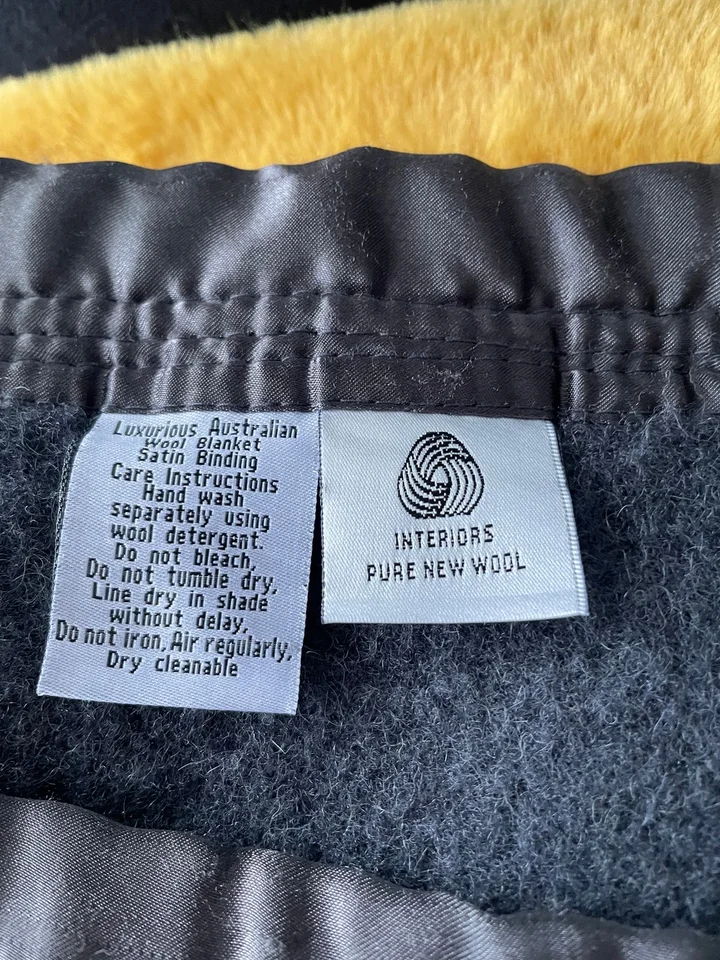 Luxurious Australian
Wool Blanket
Satin Binding
Care Instructions
Hand wash
separately using
wool detergent.
Do not bleach,
Do not tumble dry,
Line dry in shade
without delay,
Do not iron, Air regularly,
Dry cleanable
INTERIORS
PURE NEW WOOL